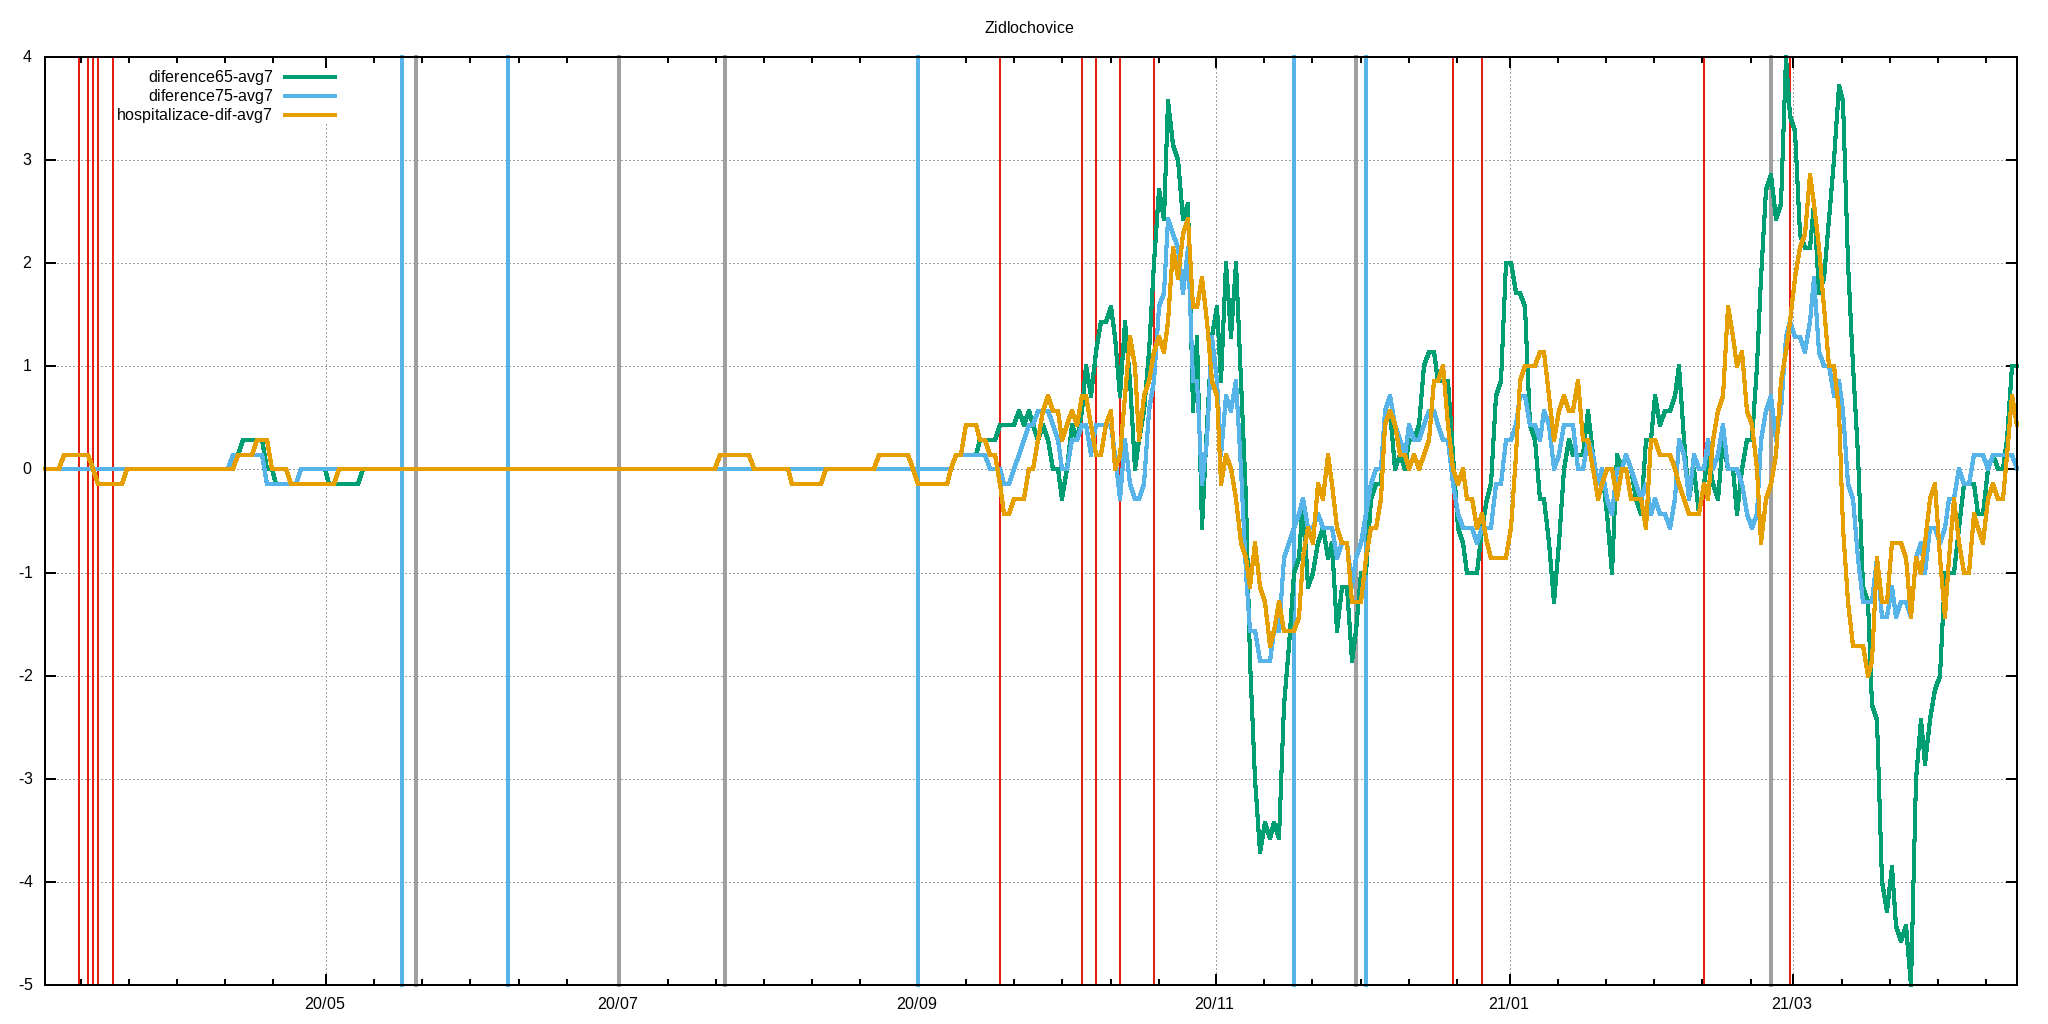 Zidlochovice
diference65-avg7
diference75-avg7
hospitalizace-dif-avg7
4
3
2
1
0
-1
-2
-3
-4
-5
20/05 20/07 20/09 20/11 21/01 21/03